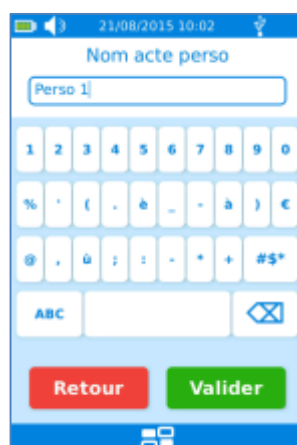 21/08/2015 10:02
Nom acte perso
Perso 1
1 2 3 4 5 6 7 8 9 0
% ' ( . è _ - à ) €
@ , ù ; : - * + #$*
ABC
Retour Valider